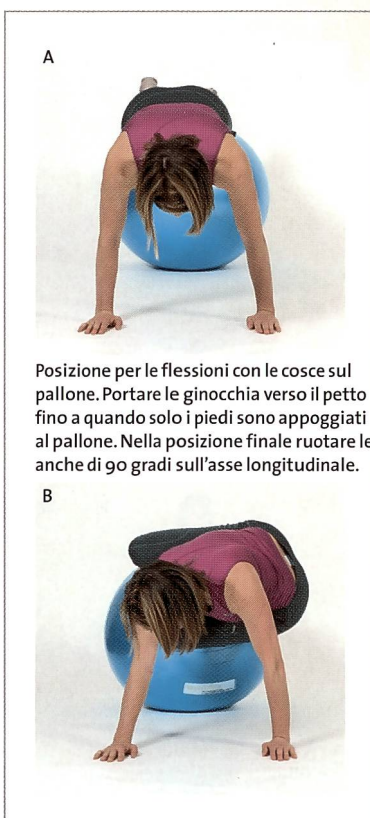 A
Posizione per le flessioni con le cosce sul
pallone. Portare le ginocchia verso il petto
fino a quando solo i piedi sono appoggiati
al pallone. Nella posizione finale ruotare le
anche di 90 gradi sull'asse longitudinale.
B